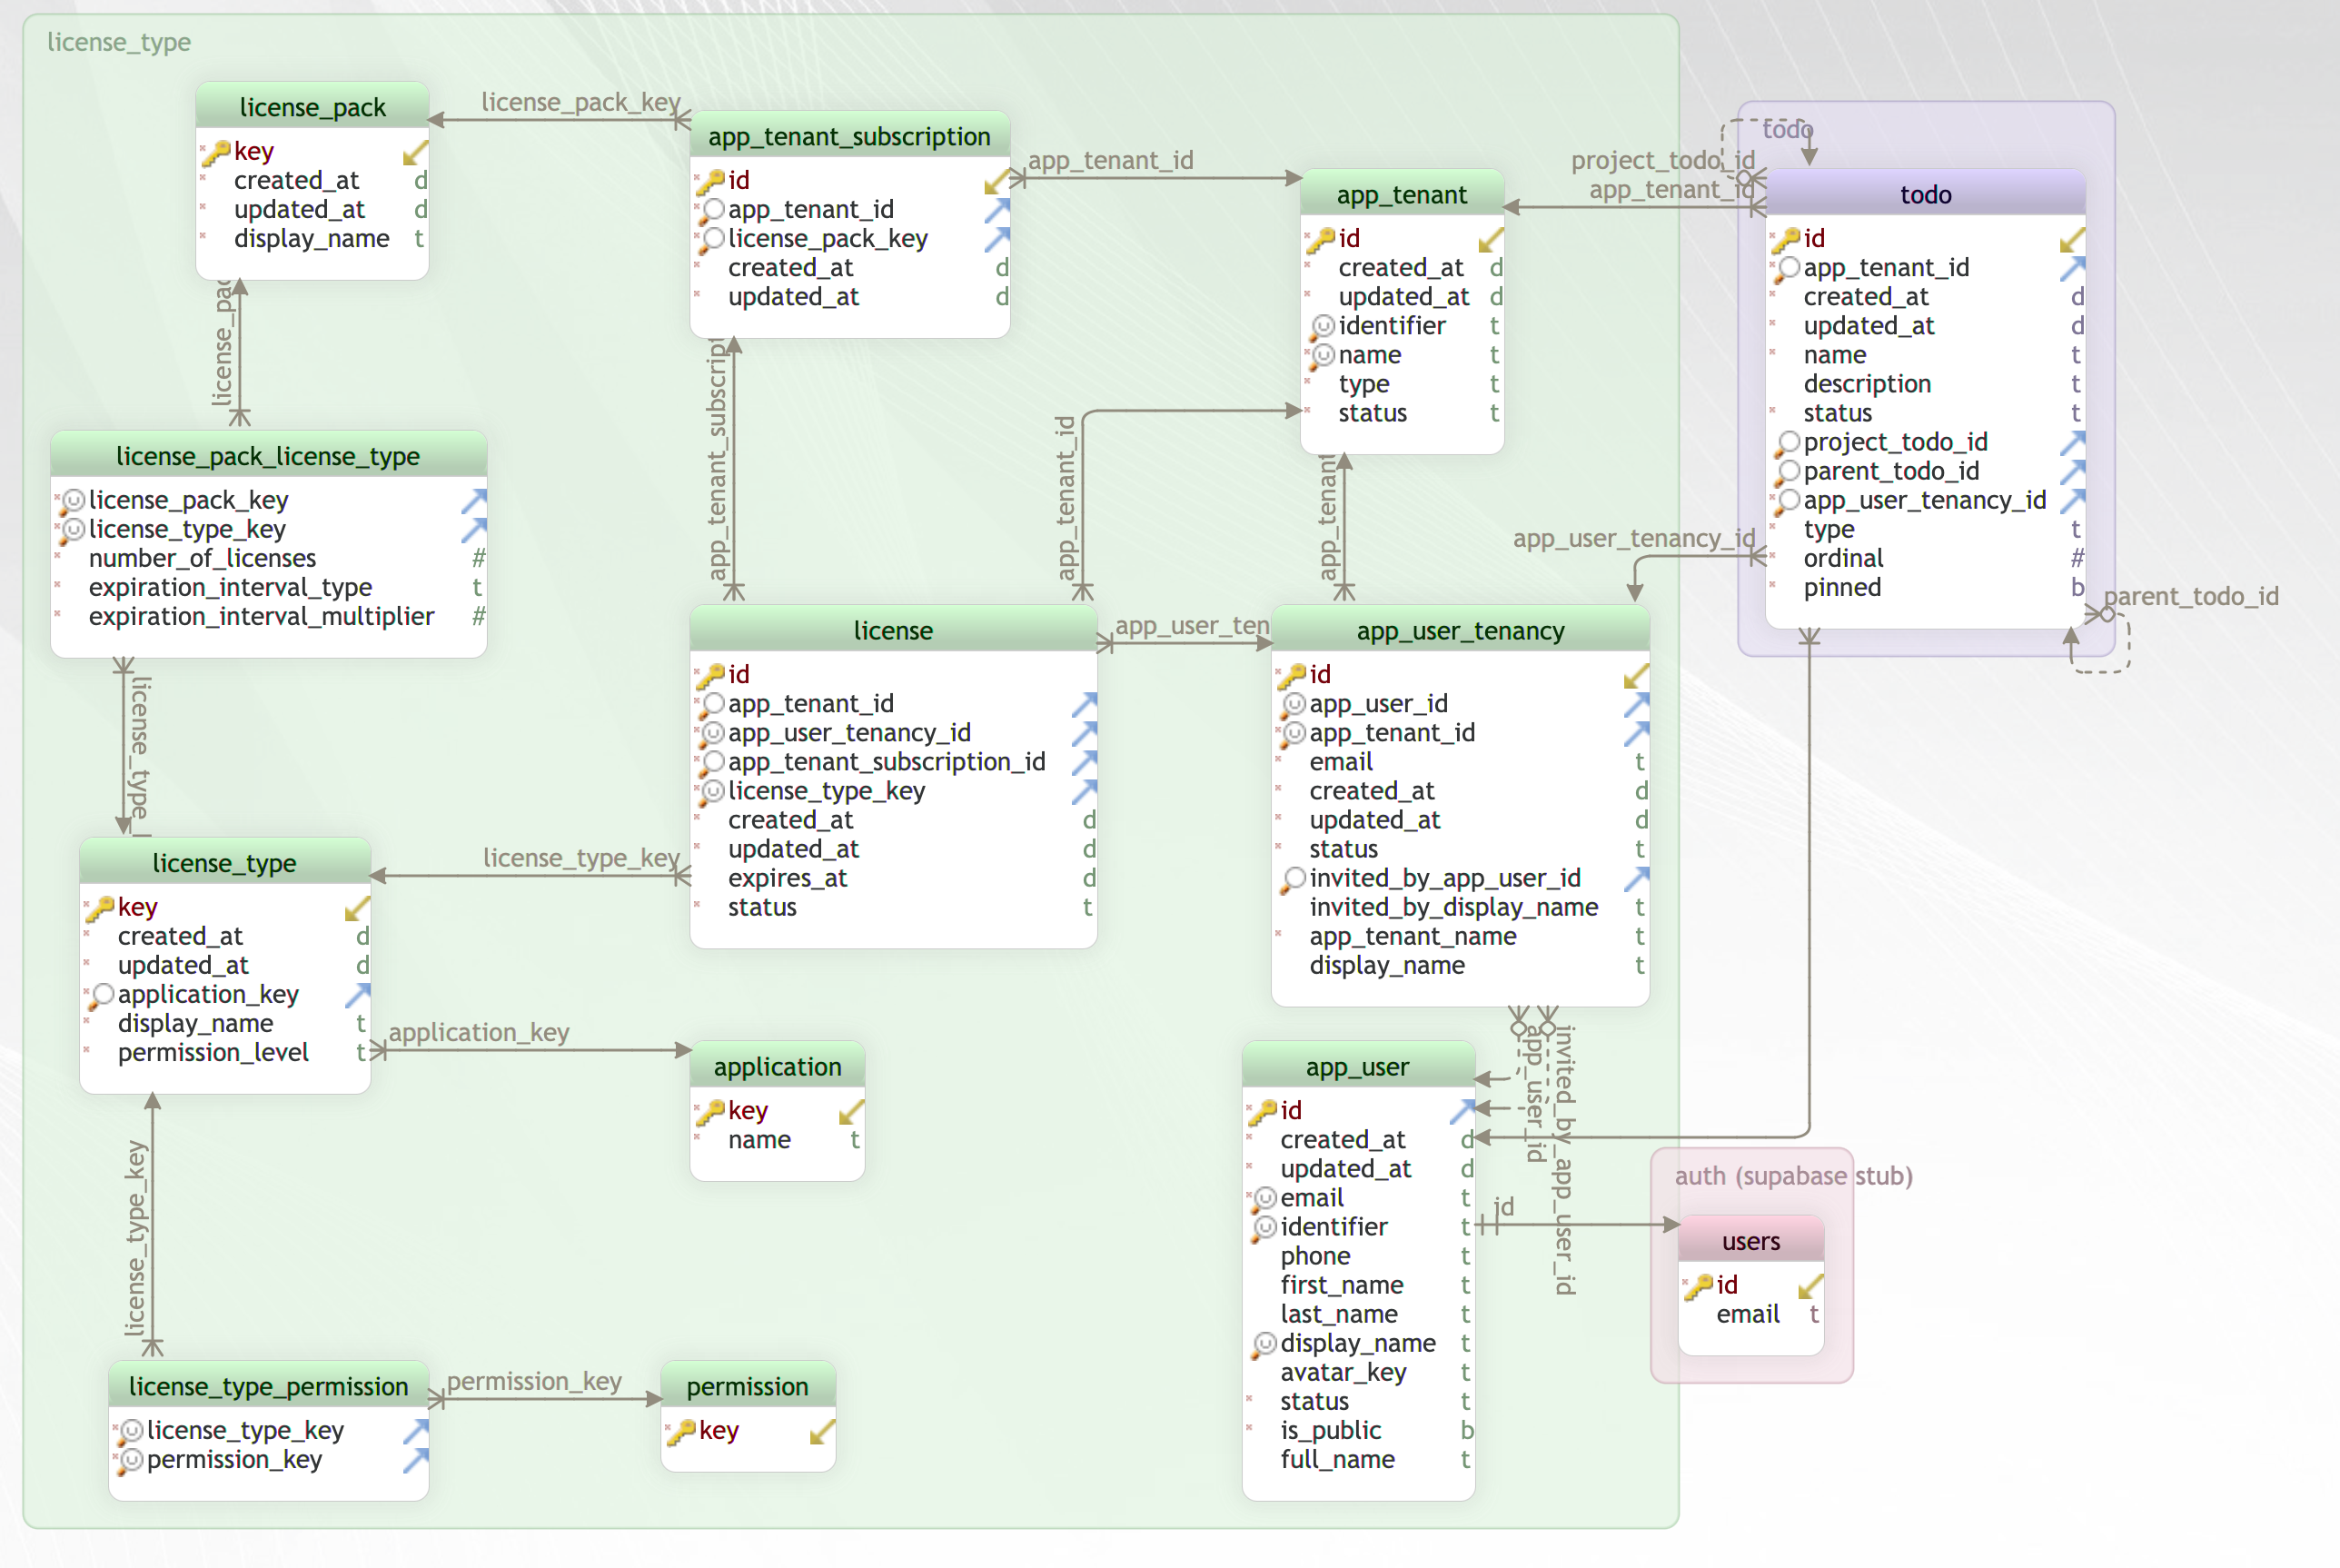 license_type
license_pack
key
created_at d
updated_at d
display_name t
license_pack_key
app_tenant_subscription
id
app_tenant_id
license_pack_key
created_at d
updated_at d
app_tenant_id
app_tenant
id
created_at d
updated_at d
identifier t
name t
type t
status t
project_todo_id
app_tenant_id
todo
todo
id
app_tenant_id
created_at d
updated_at d
name t
description t
status t
project_todo_id
parent_todo_id
app_user_tenancy_id
type t
ordinal #
pinned b
parent_todo_id
app_user_tenancy_id
license_pac
license_pack_license_type
license_pack_key
license_type_key
number_of_licenses #
expiration_interval_type t
expiration_interval_multiplier #
app_tenant_subscript
app_tenant_id
app_tenant
license
id
app_tenant_id
app_user_tenancy_id
app_tenant_subscription_id
license_type_key
created_at d
updated_at d
expires_at d
status t
app_user_ten
app_user_tenancy
id
app_user_id
app_tenant_id
email t
created_at d
updated_at d
status t
invited_by_app_user_id
invited_by_display_name t
app_tenant_name t
display_name t
license_type_
license_type
key
created_at d
updated_at d
application_key
display_name t
permission_level t
license_type_key
application_key
application
key
name t
app_user_id
invited_by_app_user_id
app_user
id
created_at d
updated_at d
email t
identifier t
phone t
first_name t
last_name t
display_name t
avatar_key t
status t
is_public b
full_name t
id
auth (supabase stub)
users
id
email t
license_type_key
license_type_permission
license_type_key
permission_key
permission_key
permission
key